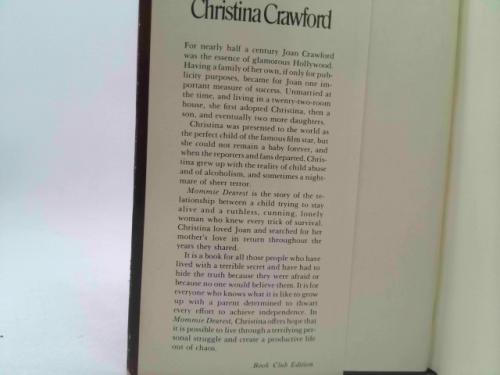 Christina Crawford
For nearly half a century Joan Crawford
was the essence of glamorous Hollywood.
Having a family of her own, if only for pub-
licity purposes, became for Joan one im-
portant measure of success. Unmarried at
the time, and living in a twenty-two-room
house, she first adopted Christina, then a
son, and eventually two more daughters.
Christina was presented to the world as
the perfect child of the famous film star, but
she could not remain a baby forever, and
when the reporters and fans departed, Chris-
tina grew up with the reality of child abuse
and of alcoholism, and sometimes a night-
mare of sheer terror.
Mommie Dearest is the story of the re-
lationship between a child trying to stay
alive and a ruthless, cunning, lonely
woman who knew every trick of survival.
Christina loved Joan and searched for her
mother's love in return throughout the
years they shared.
It is a book for all those people who have
lived with a terrible secret and have had to
hide the truth because they were afraid or
because no one would believe them. It is for
everyone who knows what it is like to grow
up with a parent determined to thwart
every effort to achieve independence. In
Mommie Dearest, Christina offers hope that
it is possible to live through a terrifying per-
sonal struggle and create a productive life
out of chaos.
Book Club Edition